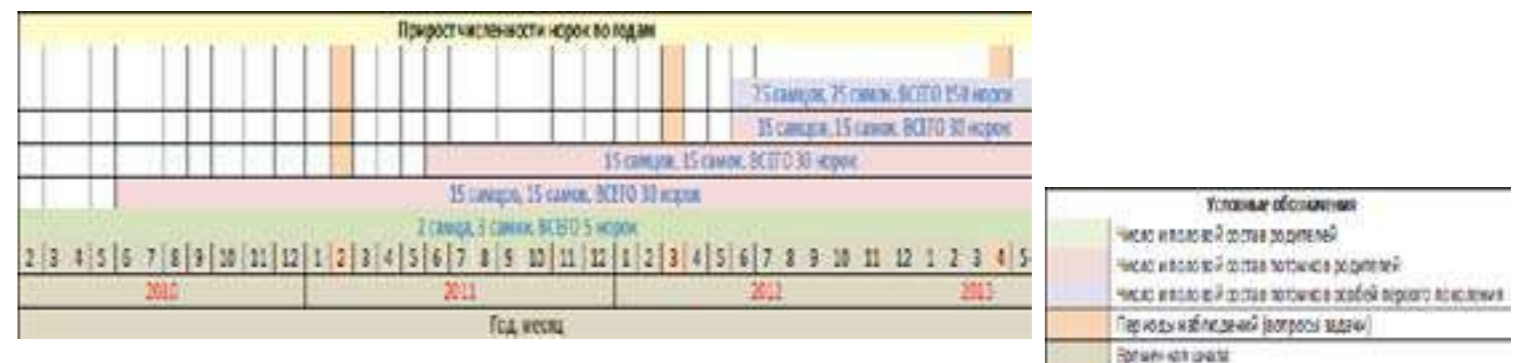 Прирост численности норок по годам
75 самцов, 75 самок, ВСЕГО 150 норок
15 самцов, 15 самок, ВСЕГО 30 норок
15 самцов, 15 самок, ВСЕГО 30 норок
15 самцов, 15 самок, ВСЕГО 30 норок
2 самца, 3 самки, ВСЕГО 5 норок
2 3 4 5 6 7 8 9 10 11 12 1 2 3 4 5 6 7 8 9 10 11 12 1 2 3 4 5 6 7 8 9 10 11 12 1 2 3 4 5
2010 2011 2012 2013
Год, месяц
Условные обозначения
Число и половой состав родителей
Число и половой состав потомков родителей
Число и половой состав потомков особей первого поколения
Периоды наблюдений (вопросы задачи)
Временная шкала